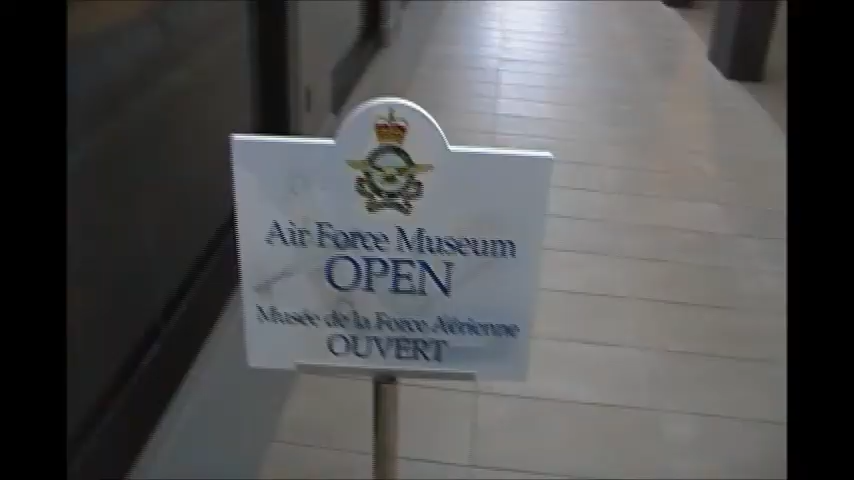 Air Force Museum
OPEN
Musée de la Force Aérienne
OUVERT